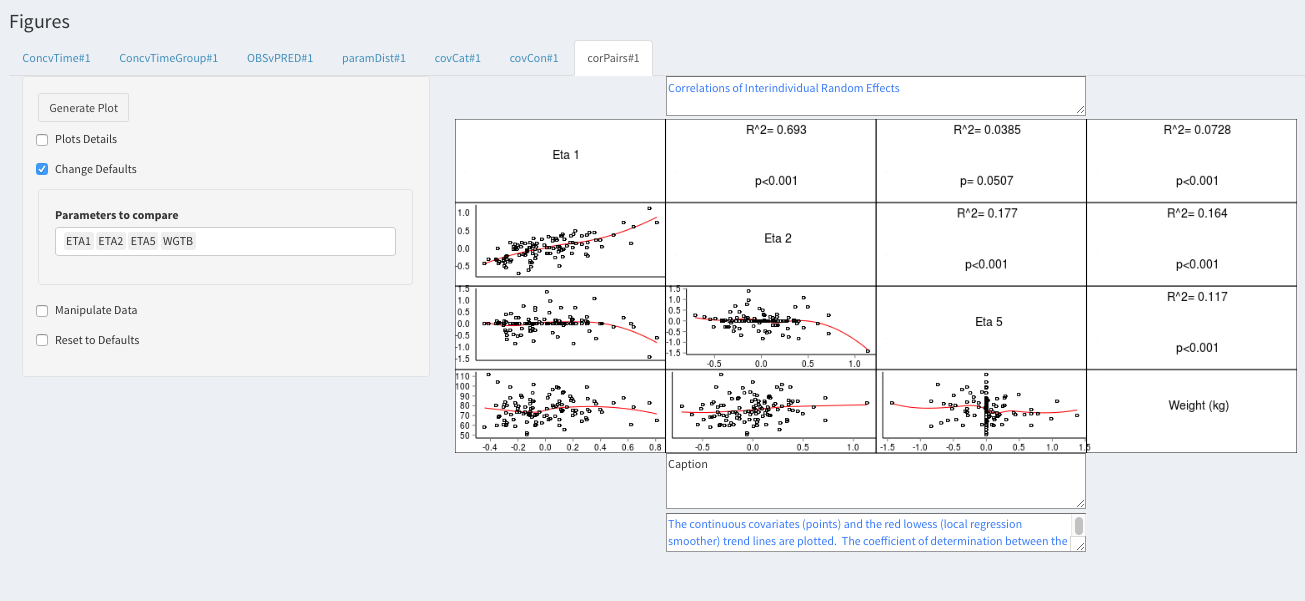 Figures
ConcvTime#1 ConcvTimeGroup#1 OBSvPRED#1 paramDist#1 covCat#1 covCon#1 corPairs#1
Generate Plot
Plots Details
Change Defaults
Parameters to compare
ETA1 ETA2 ETA5 WGTB
Manipulate Data
Reset to Defaults
Correlations of Interindividual Random Effects
Eta 1
R^2= 0.693
p<0.001
R^2= 0.0385
p= 0.0507
R^2= 0.0728
p<0.001
1.0
0.5
0.0
-0.5
Eta 2
R^2= 0.177
p<0.001
R^2= 0.164
p<0.001
1.5
1.0
0.5
0.0
-0.5
-1.0
-1.5
1.5
1.0
0.5
0.0
-0.5
-1.0
-1.5
-0.5 0.0 0.5 1.0
Eta 5
R^2= 0.117
p<0.001
110
100
90
80
70
60
50
-0.4 -0.2 0.0 0.2 0.4 0.6 0.8
-0.5 0.0 0.5 1.0
-1.5 -1.0 -0.5 0.0 0.5 1.0 1.5
Weight (kg)
Caption
The continuous covariates (points) and the red lowess (local regression
smoother) trend lines are plotted. The coefficient of determination between the